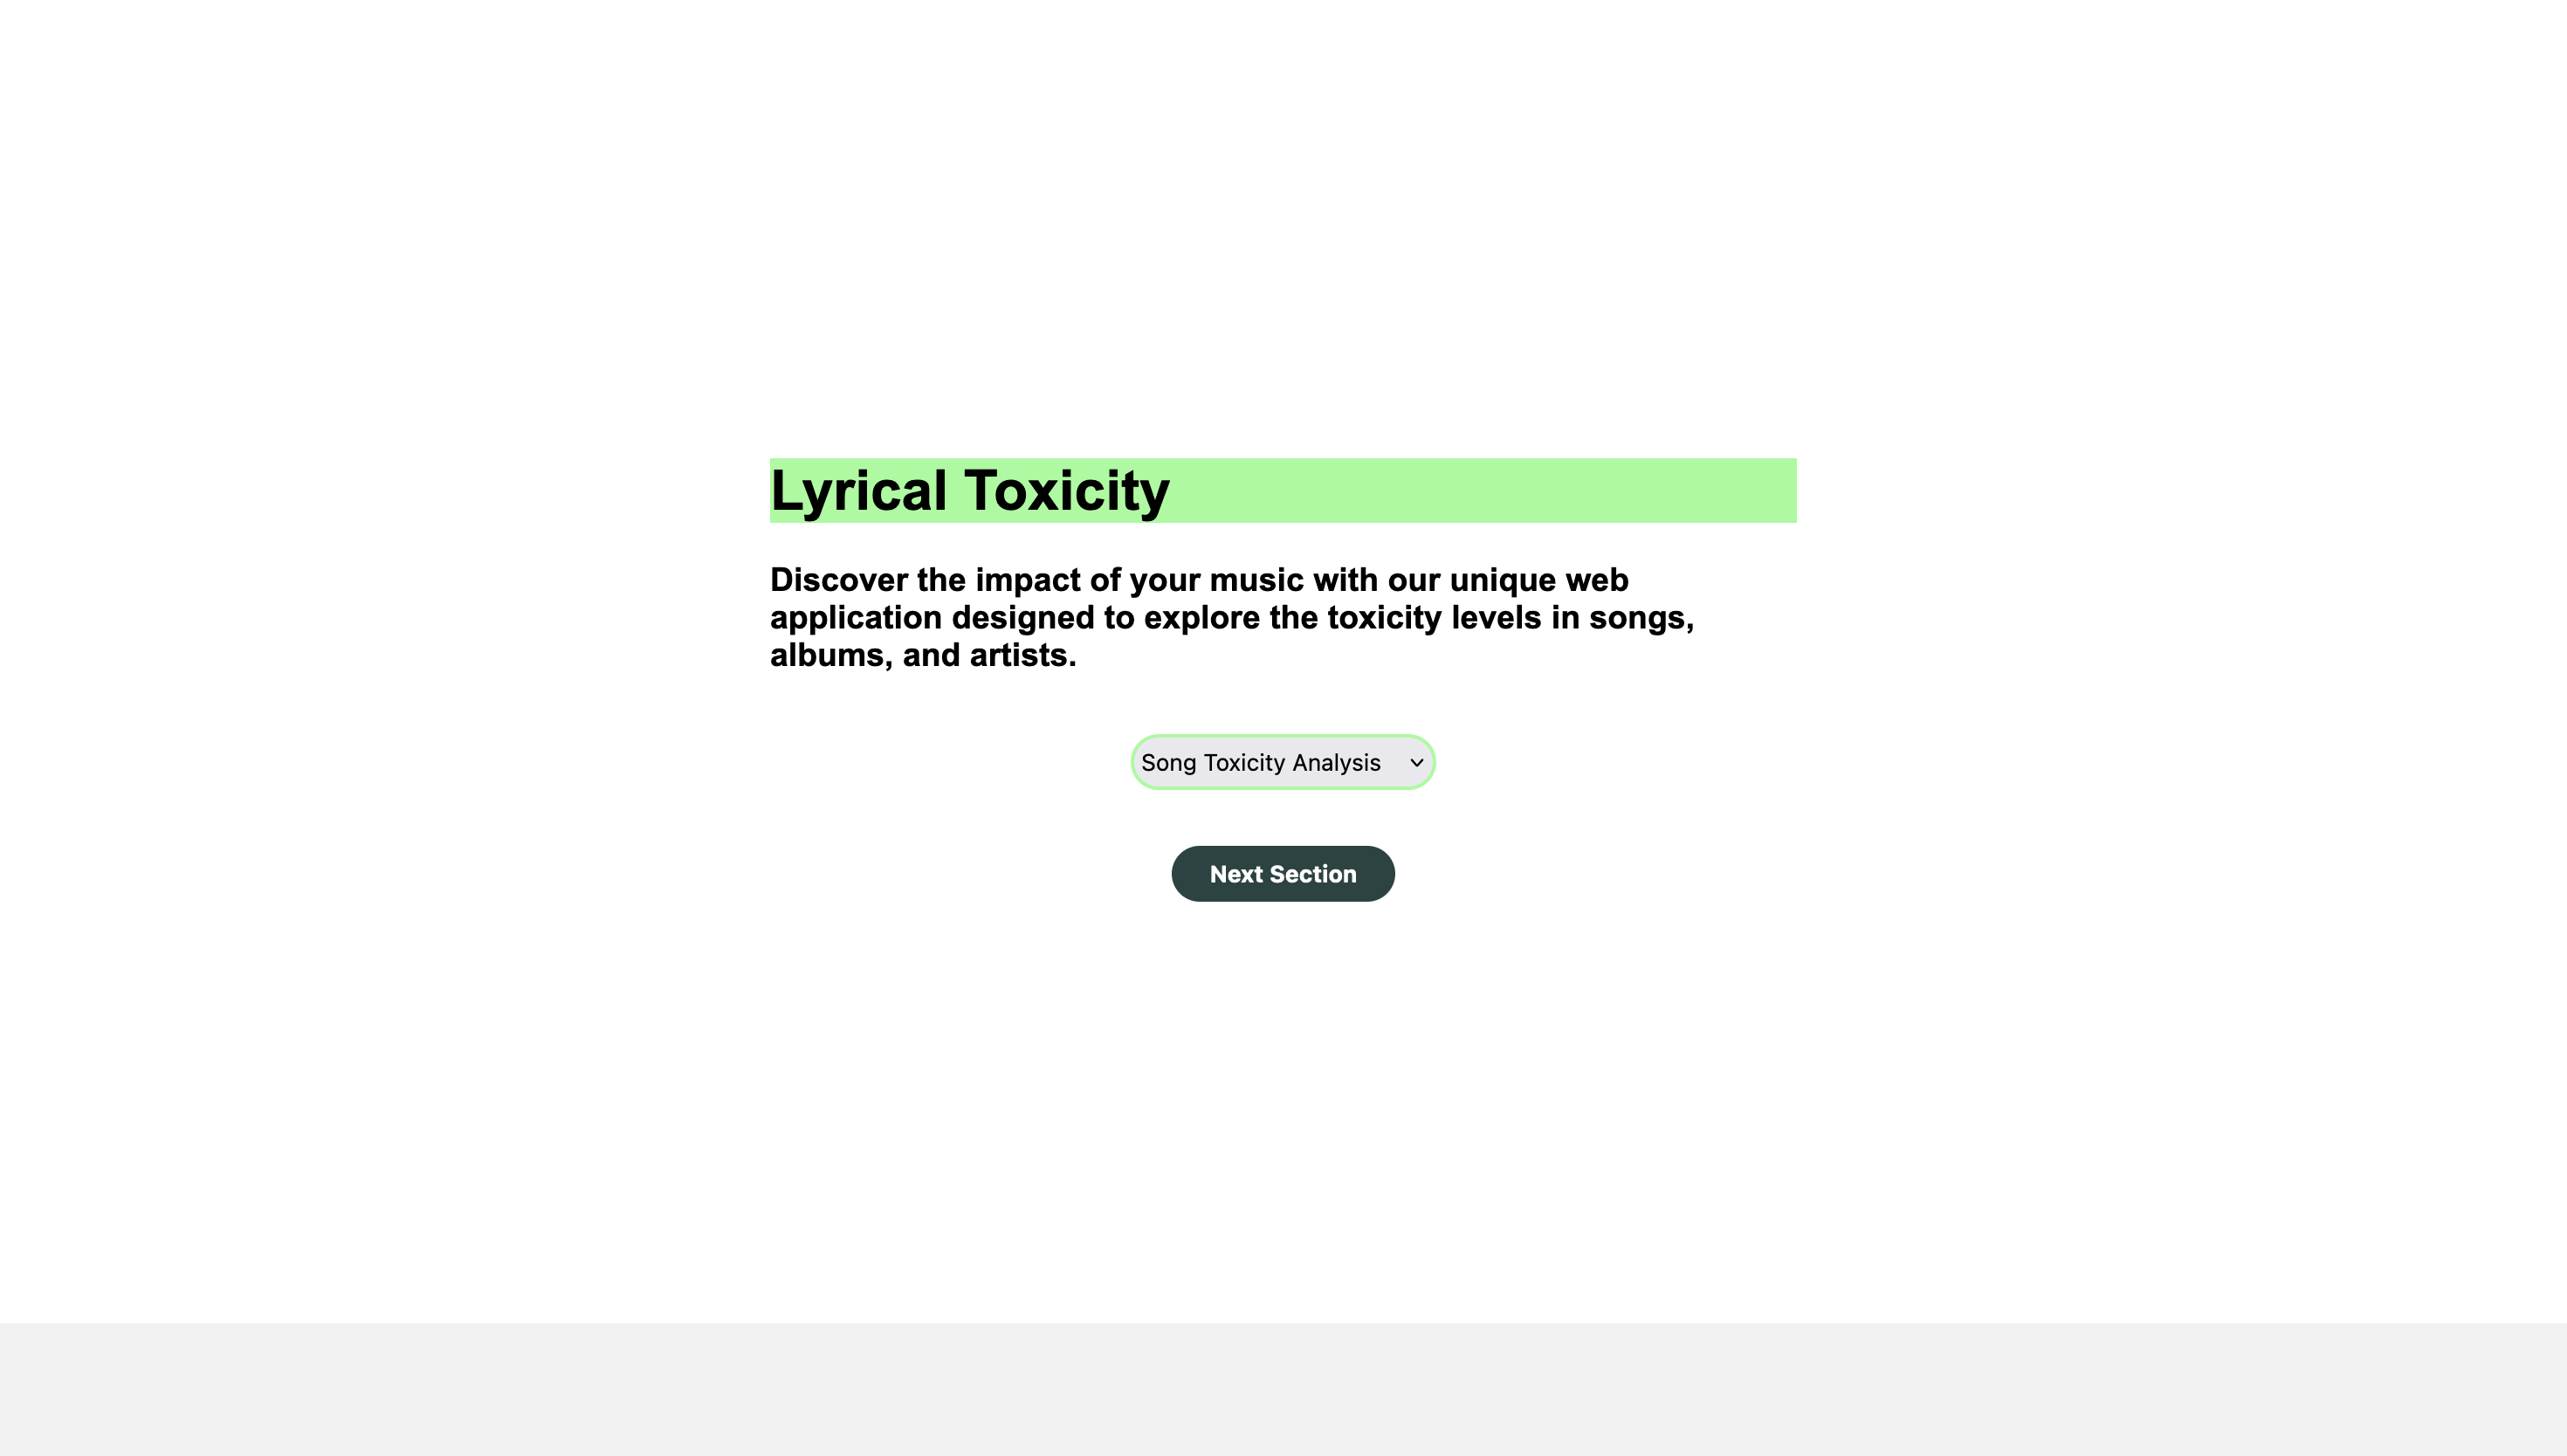 Lyrical Toxicity
Discover the impact of your music with our unique web
application designed to explore the toxicity levels in songs,
albums, and artists.
Song Toxicity Analysis
Next Section